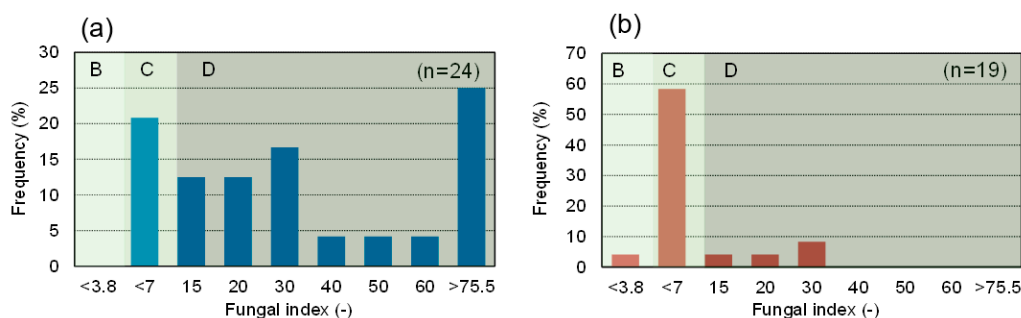 (a)
30
25
20
15
10
5
0
Frequency (%)
B C D (n=24)
<3.8 <7 15 20 30 40 50 60 >75.5
Fungal index (-)
(b)
70
60
50
40
30
20
10
0
Frequency (%)
B C D (n=19)
<3.8 <7 15 20 30 40 50 60 >75.5
Fungal index (-)